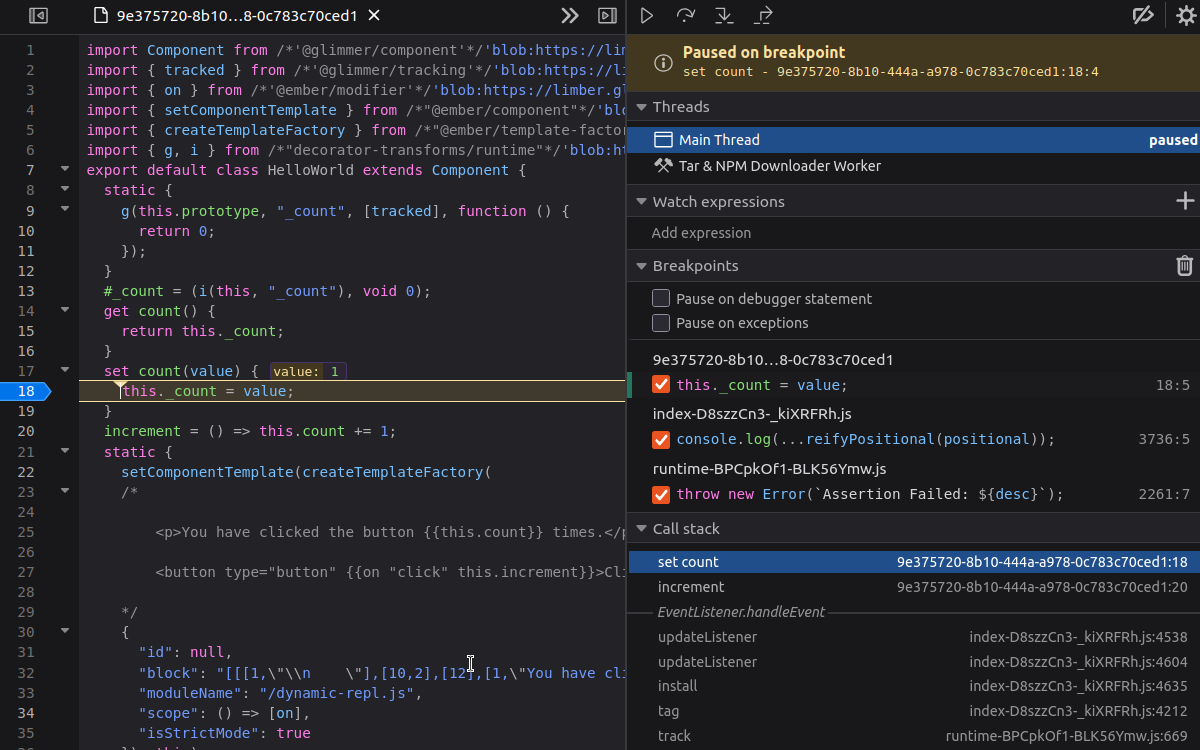 9e375720-8b10…8-0c783c70ced1
1 import Component from /*'@glimmer/component'*/'blob:https://lim
2 import { tracked } from /*'@glimmer/tracking'*/'blob:https://li
3 import { on } from /*'@ember/modifier'*/'blob:https://limber.gl
4 import { setComponentTemplate } from /*"@ember/component"*/'blo
5 import { createTemplateFactory } from /*"@ember/template-factor
6 import { g, i } from /*"decorator-transforms/runtime"*/'blob:ht
7 export default class HelloWorld extends Component {
8 static {
9 g(this.prototype, "_count", [tracked], function () {
10 return 0;
11 });
12 }
13 #_count = (i(this, "_count"), void 0);
14 get count() {
15 return this._count;
16 }
17 set count(value) { value: 1
18 this._count = value;
19 }
20 increment = () => this.count += 1;
21 static {
22 setComponentTemplate(createTemplateFactory(
23 /*
24
25 <p>You have clicked the button {{this.count}} times.</p
26
27 <button type="button" {{on "click" this.increment}}>Cli
28
29 */
30 {
31 "id": null,
32 "block": "[[[1,\"\\n    \"],[10,2],[12],[1,\"You have cli
33 "moduleName": "/dynamic-repl.js",
34 "scope": () => [on],
35 "isStrictMode": true
36 }), this);
Paused on breakpoint
set count - 9e375720-8b10-444a-a978-0c783c70ced1:18:4
Threads
Main Thread paused
Tar & NPM Downloader Worker
Watch expressions
Add expression
Breakpoints
Pause on debugger statement
Pause on exceptions
9e375720-8b10…8-0c783c70ced1
this._count = value; 18:5
index-D8szzCn3-_kiXRFRh.js
console.log(...reifyPositional(positional)); 3736:5
runtime-BPCpkOf1-BLK56Ymw.js
throw new Error(`Assertion Failed: ${desc}`); 2261:7
Call stack
set count 9e375720-8b10-444a-a978-0c783c70ced1:18
increment 9e375720-8b10-444a-a978-0c783c70ced1:20
EventListener.handleEvent
updateListener index-D8szzCn3-_kiXRFRh.js:4538
updateListener index-D8szzCn3-_kiXRFRh.js:4604
install index-D8szzCn3-_kiXRFRh.js:4635
tag index-D8szzCn3-_kiXRFRh.js:4212
track runtime-BPCpkOf1-BLK56Ymw.js:669